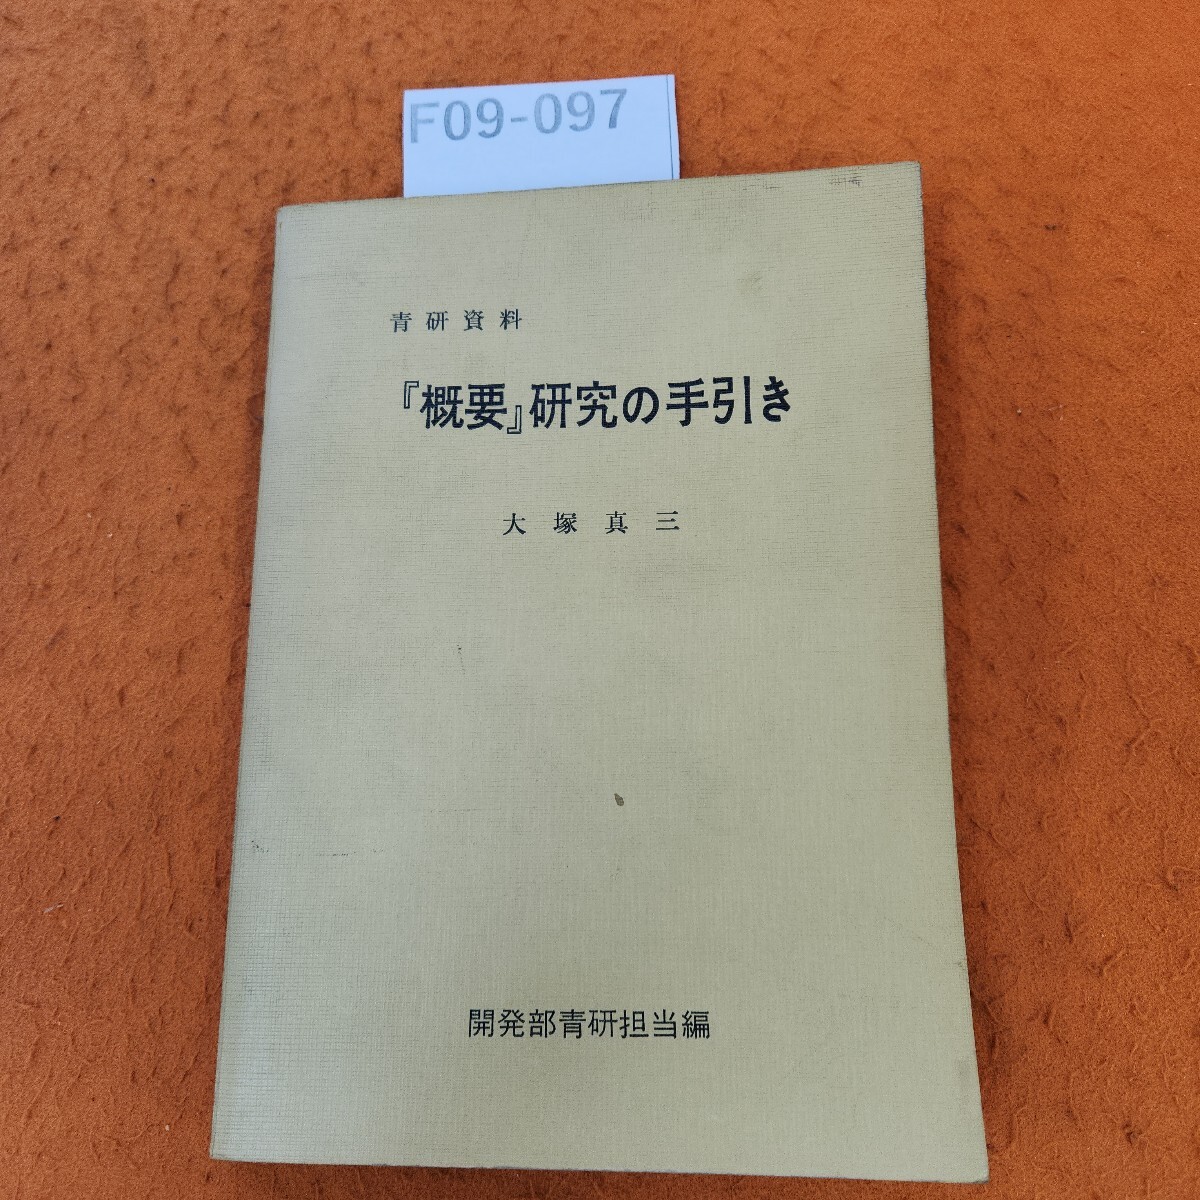 F09-097
青研資料
『概要』研究の手引き
大塚真三
開発部青研担当編